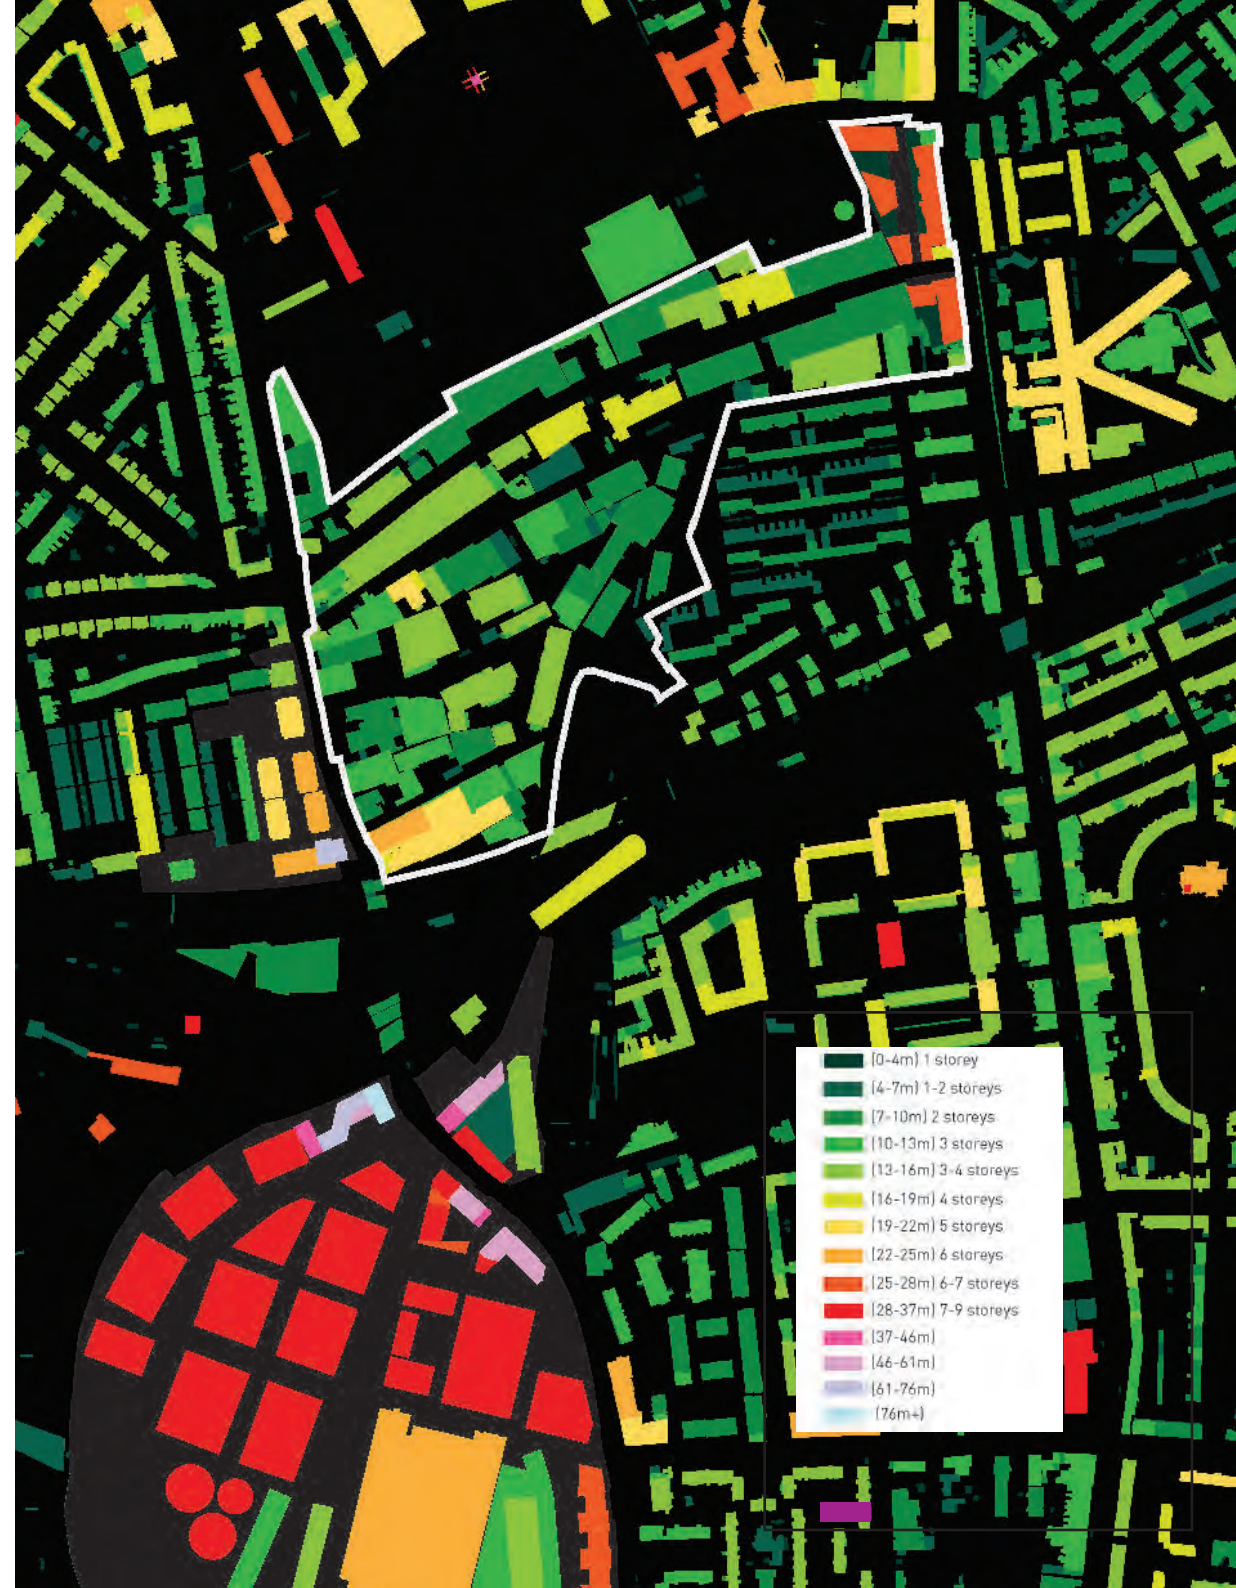 (0-4m) 1 storey
(4-7m) 1-2 storeys
(7-10m) 2 storeys
(10-13m) 3 storeys
(13-16m) 3-4 storeys
(16-19m) 4 storeys
(19-22m) 5 storeys
(22-25m) 6 storeys
(25-28m) 6-7 storeys
(28-37m) 7-9 storeys
(37-46m)
(46-61m)
(61-76m)
(76m+)